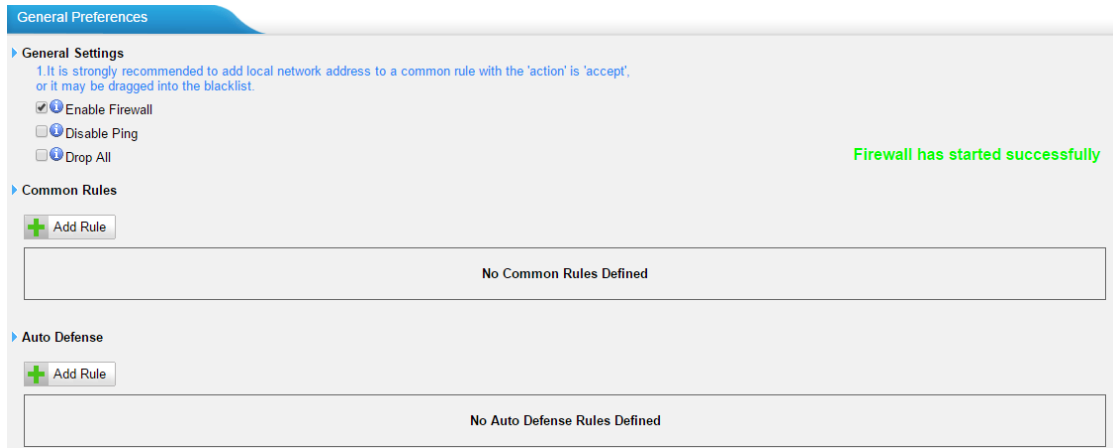 General Preferences
General Settings
1.It is strongly recommended to add local network address to a common rule with the 'action' is 'accept',
or it may be dragged into the blacklist.
Enable Firewall
Disable Ping
Drop All
Firewall has started successfully
Common Rules
Add Rule
No Common Rules Defined
Auto Defense
Add Rule
No Auto Defense Rules Defined